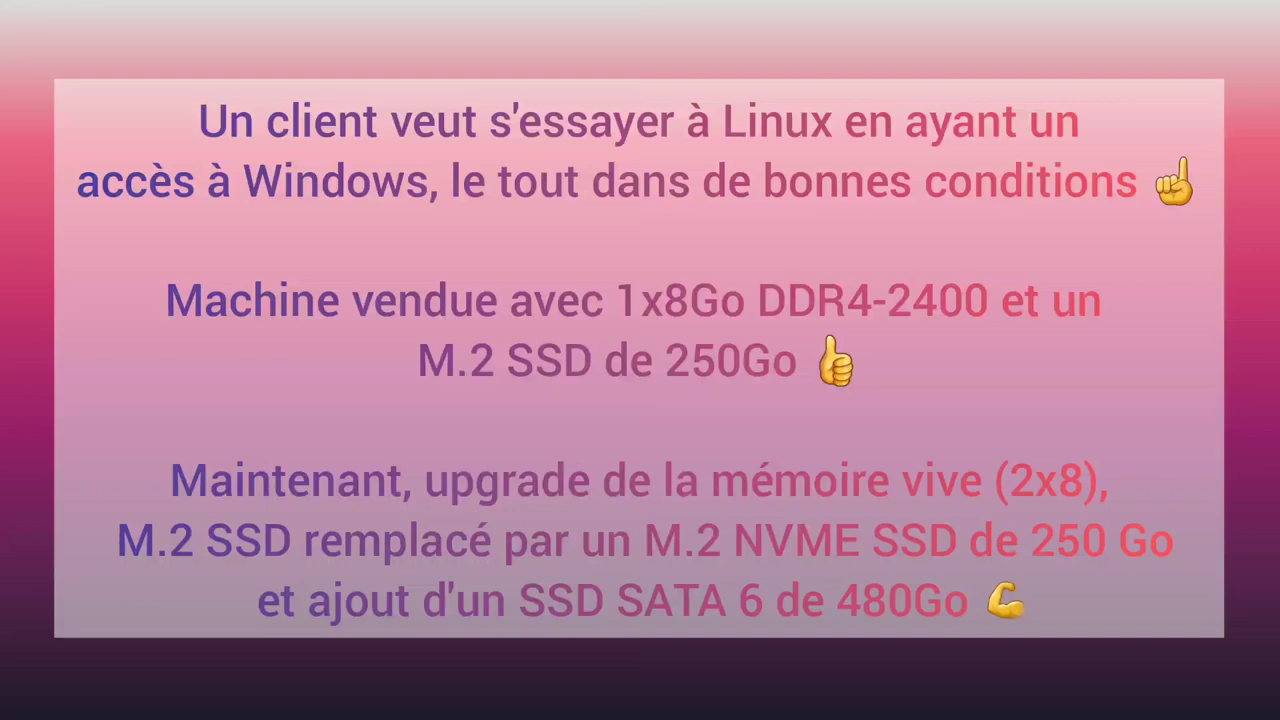 Un client veut s'essayer à Linux en ayant un
accès à Windows, le tout dans de bonnes conditions ☝️
Machine vendue avec 1x8Go DDR4-2400 et un
M.2 SSD de 250Go 👍
Maintenant, upgrade de la mémoire vive (2x8),
M.2 SSD remplacé par un M.2 NVME SSD de 250 Go
et ajout d'un SSD SATA 6 de 480Go 💪